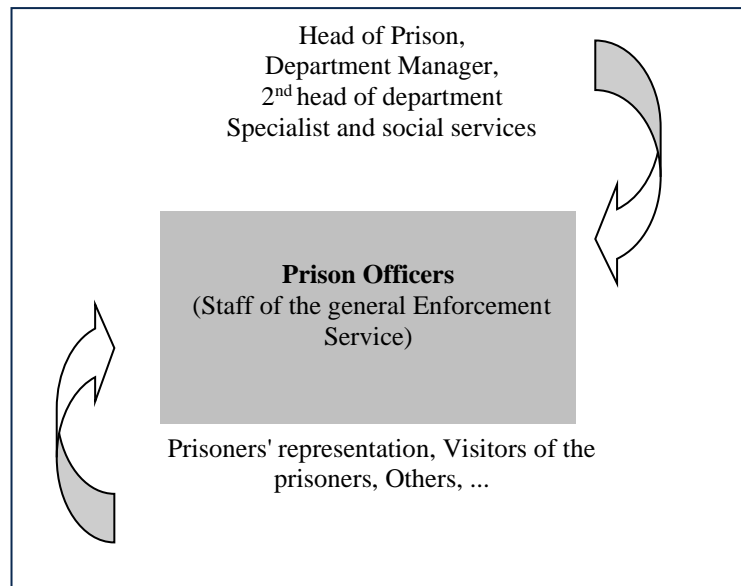 Head of Prison,
Department Manager,
2nd head of department
Specialist and social services
Prison Officers
(Staff of the general Enforcement
Service)
Prisoners' representation, Visitors of the
prisoners, Others, ...